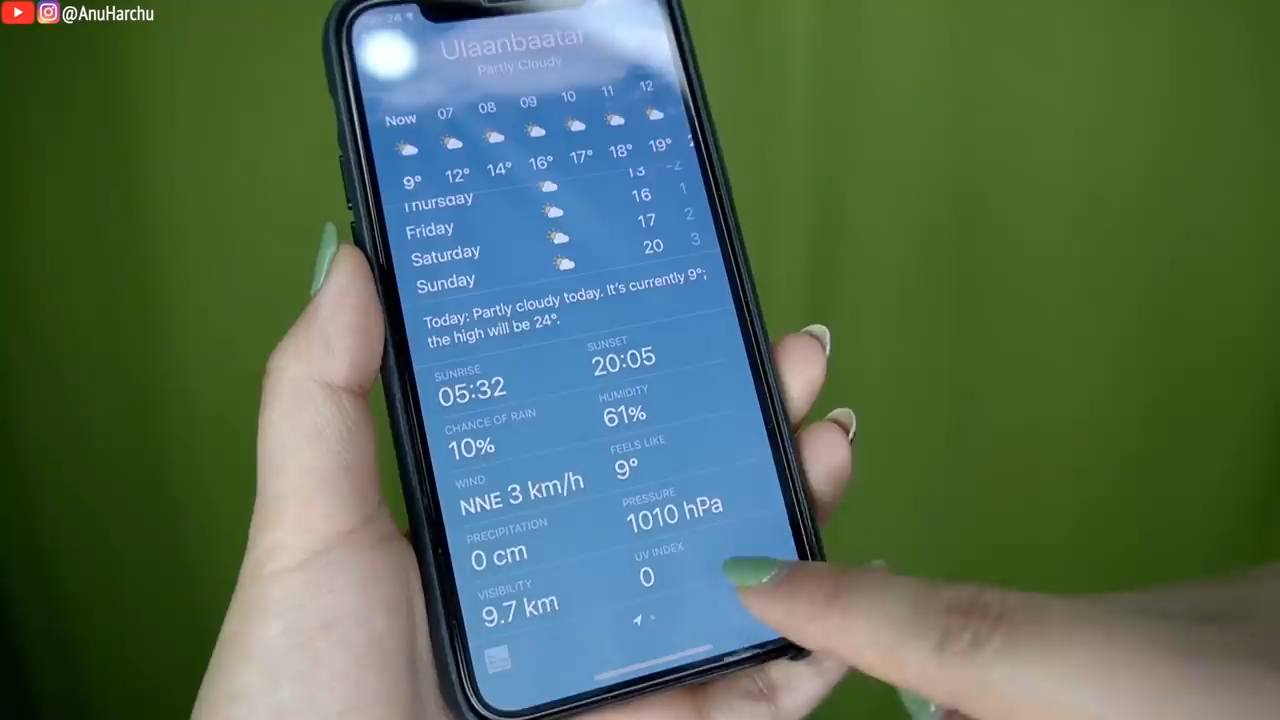 @AnuHarchu
Ulaanbaatar
Partly Cloudy
Now 07 08 09 10 11 12
9° 12° 14° 16° 17° 18° 19°
Thursday 13 -2
Friday 16 1
Saturday 17 2
Sunday 20 3
Today: Partly cloudy today. It's currently 9°;
the high will be 24°.
SUNRISE SUNSET
05:32 20:05
CHANCE OF RAIN HUMIDITY
10% 61%
WIND FEELS LIKE
NNE 3 km/h 9°
PRECIPITATION PRESSURE
0 cm 1010 hPa
VISIBILITY UV INDEX
9.7 km 0